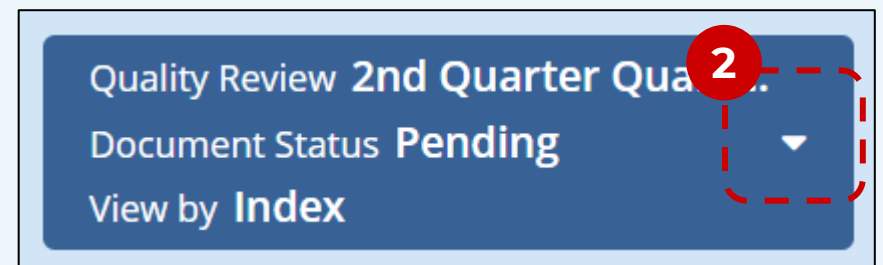 Quality Review 2nd Quarter Qua...
Document Status Pending
View by Index
2